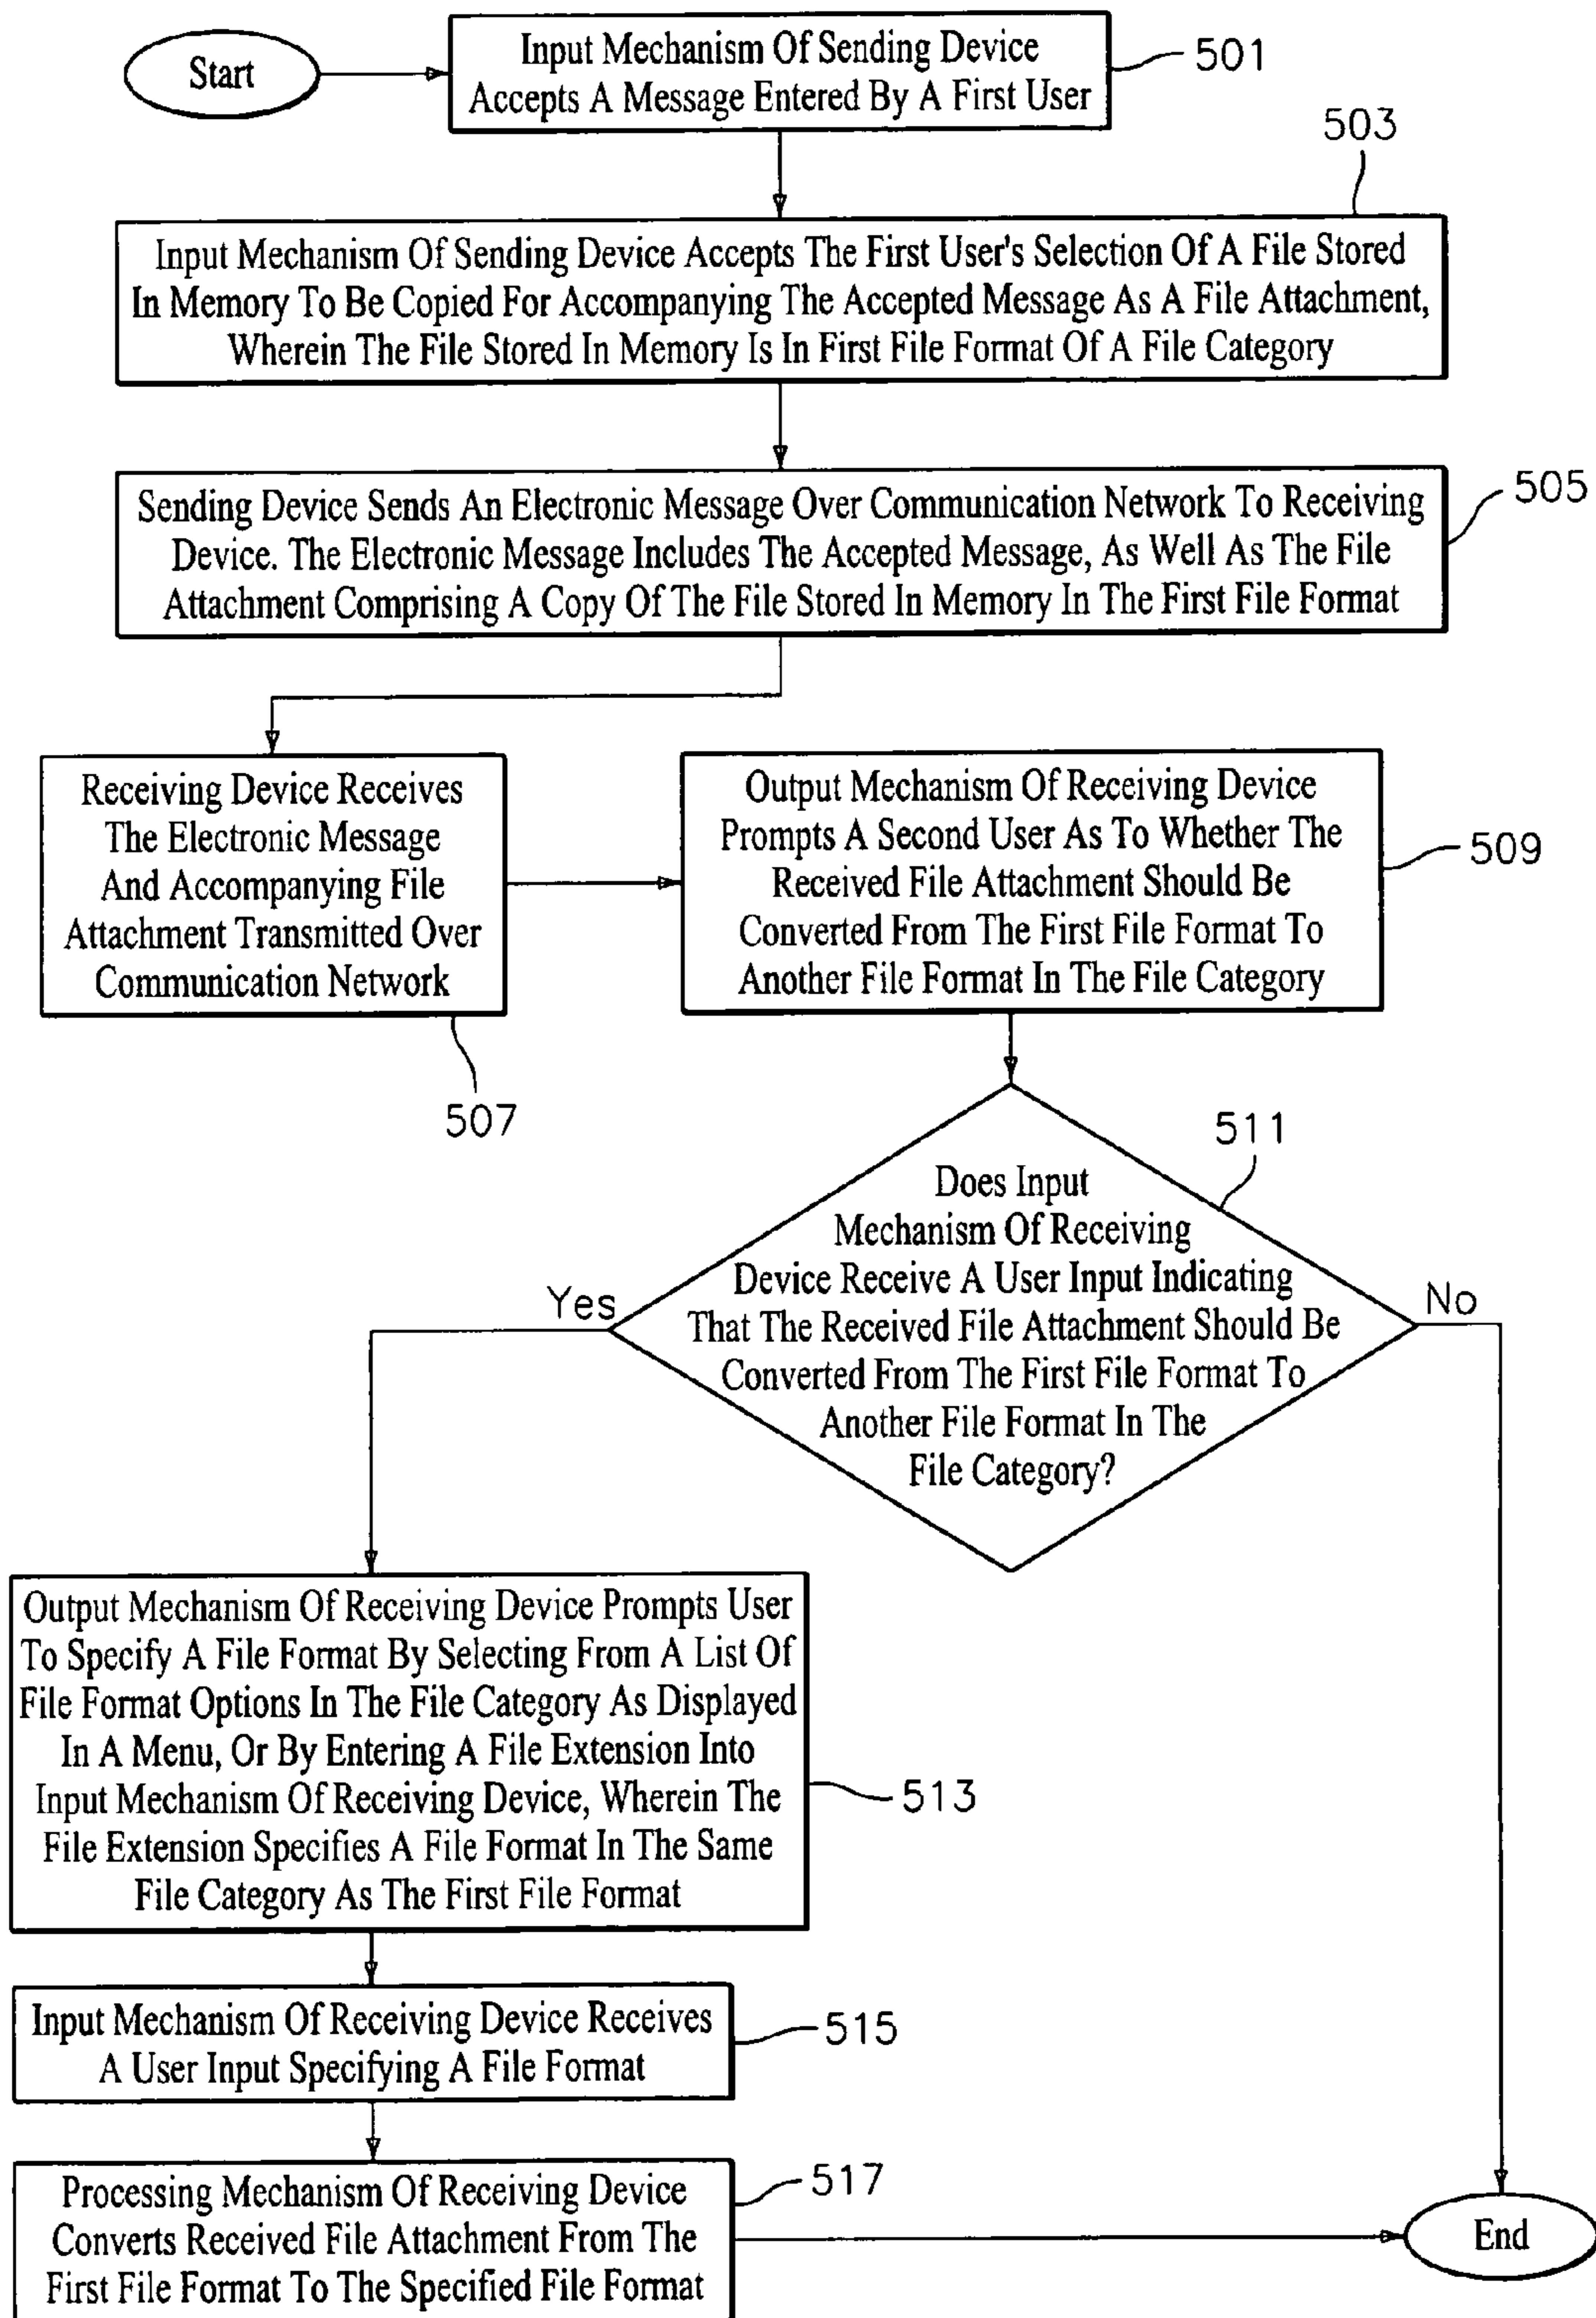 Start
Input Mechanism Of Sending Device
Accepts A Message Entered By A First User
501
503
Input Mechanism Of Sending Device Accepts The First User's Selection Of A File Stored
In Memory To Be Copied For Accompanying The Accepted Message As A File Attachment,
Wherein The File Stored In Memory Is In First File Format Of A File Category
Sending Device Sends An Electronic Message Over Communication Network To Receiving
Device. The Electronic Message Includes The Accepted Message, As Well As The File
Attachment Comprising A Copy Of The File Stored In Memory In The First File Format
505
Receiving Device Receives
The Electronic Message
And Accompanying File
Attachment Transmitted Over
Communication Network
507
Output Mechanism Of Receiving Device
Prompts A Second User As To Whether The
Received File Attachment Should Be
Converted From The First File Format To
Another File Format In The File Category
509
511
Does Input
Mechanism Of Receiving
Device Receive A User Input Indicating
That The Received File Attachment Should Be
Converted From The First File Format To
Another File Format In The
File Category?
Yes
No
Output Mechanism Of Receiving Device Prompts User
To Specify A File Format By Selecting From A List Of
File Format Options In The File Category As Displayed
In A Menu, Or By Entering A File Extension Into
Input Mechanism Of Receiving Device, Wherein The
File Extension Specifies A File Format In The Same
File Category As The First File Format
513
Input Mechanism Of Receiving Device Receives
A User Input Specifying A File Format
515
Processing Mechanism Of Receiving Device
Converts Received File Attachment From The
First File Format To The Specified File Format
517
End